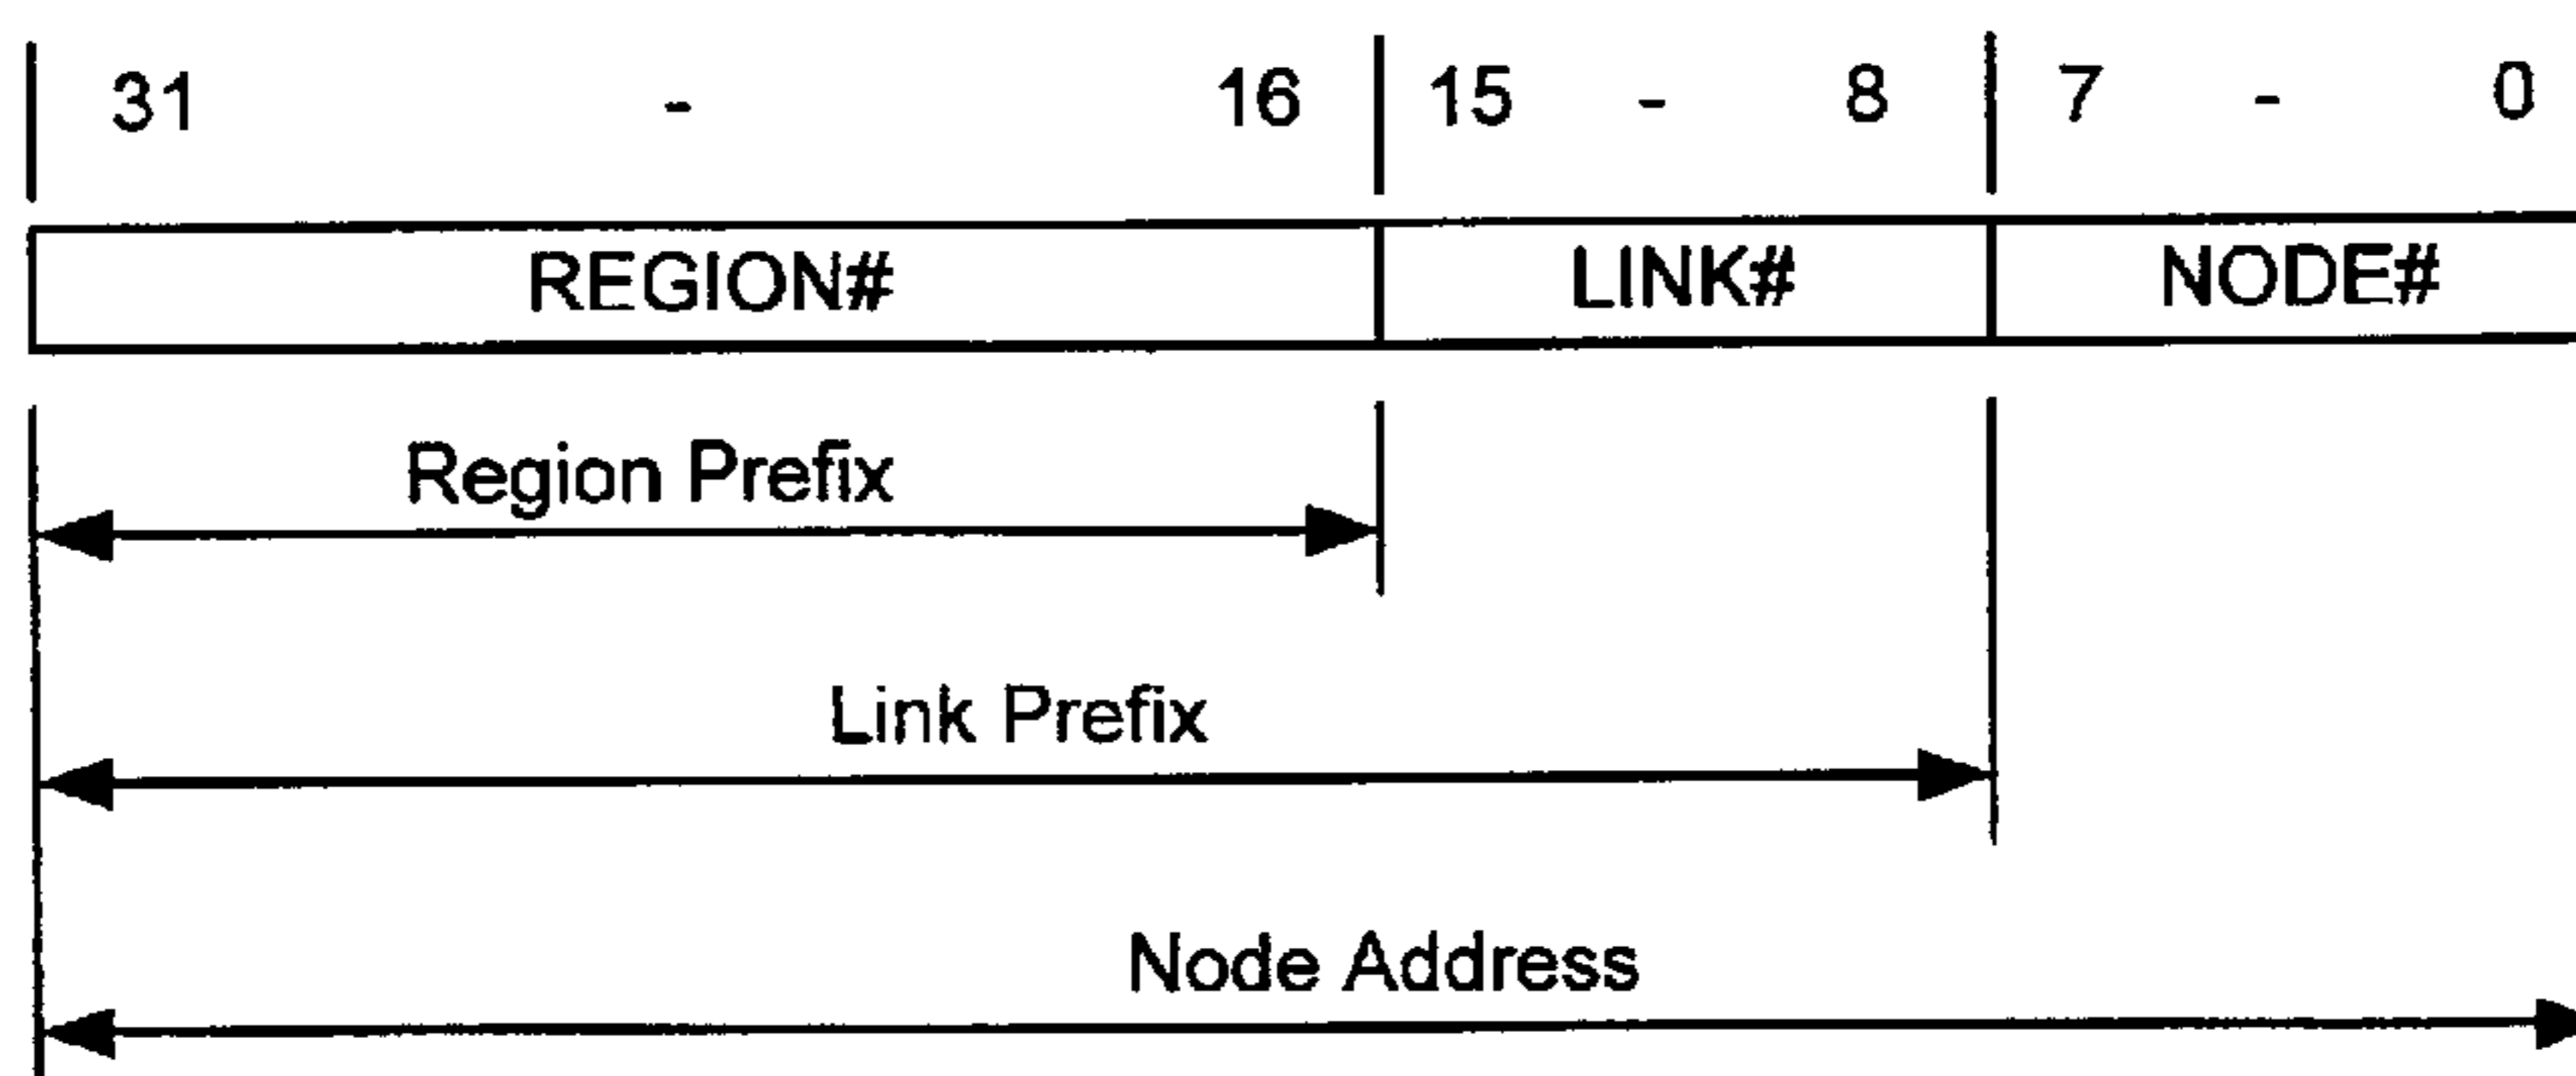 31 - 16 15 - 8 7 - 0
REGION# LINK# NODE#
Region Prefix
Link Prefix
Node Address